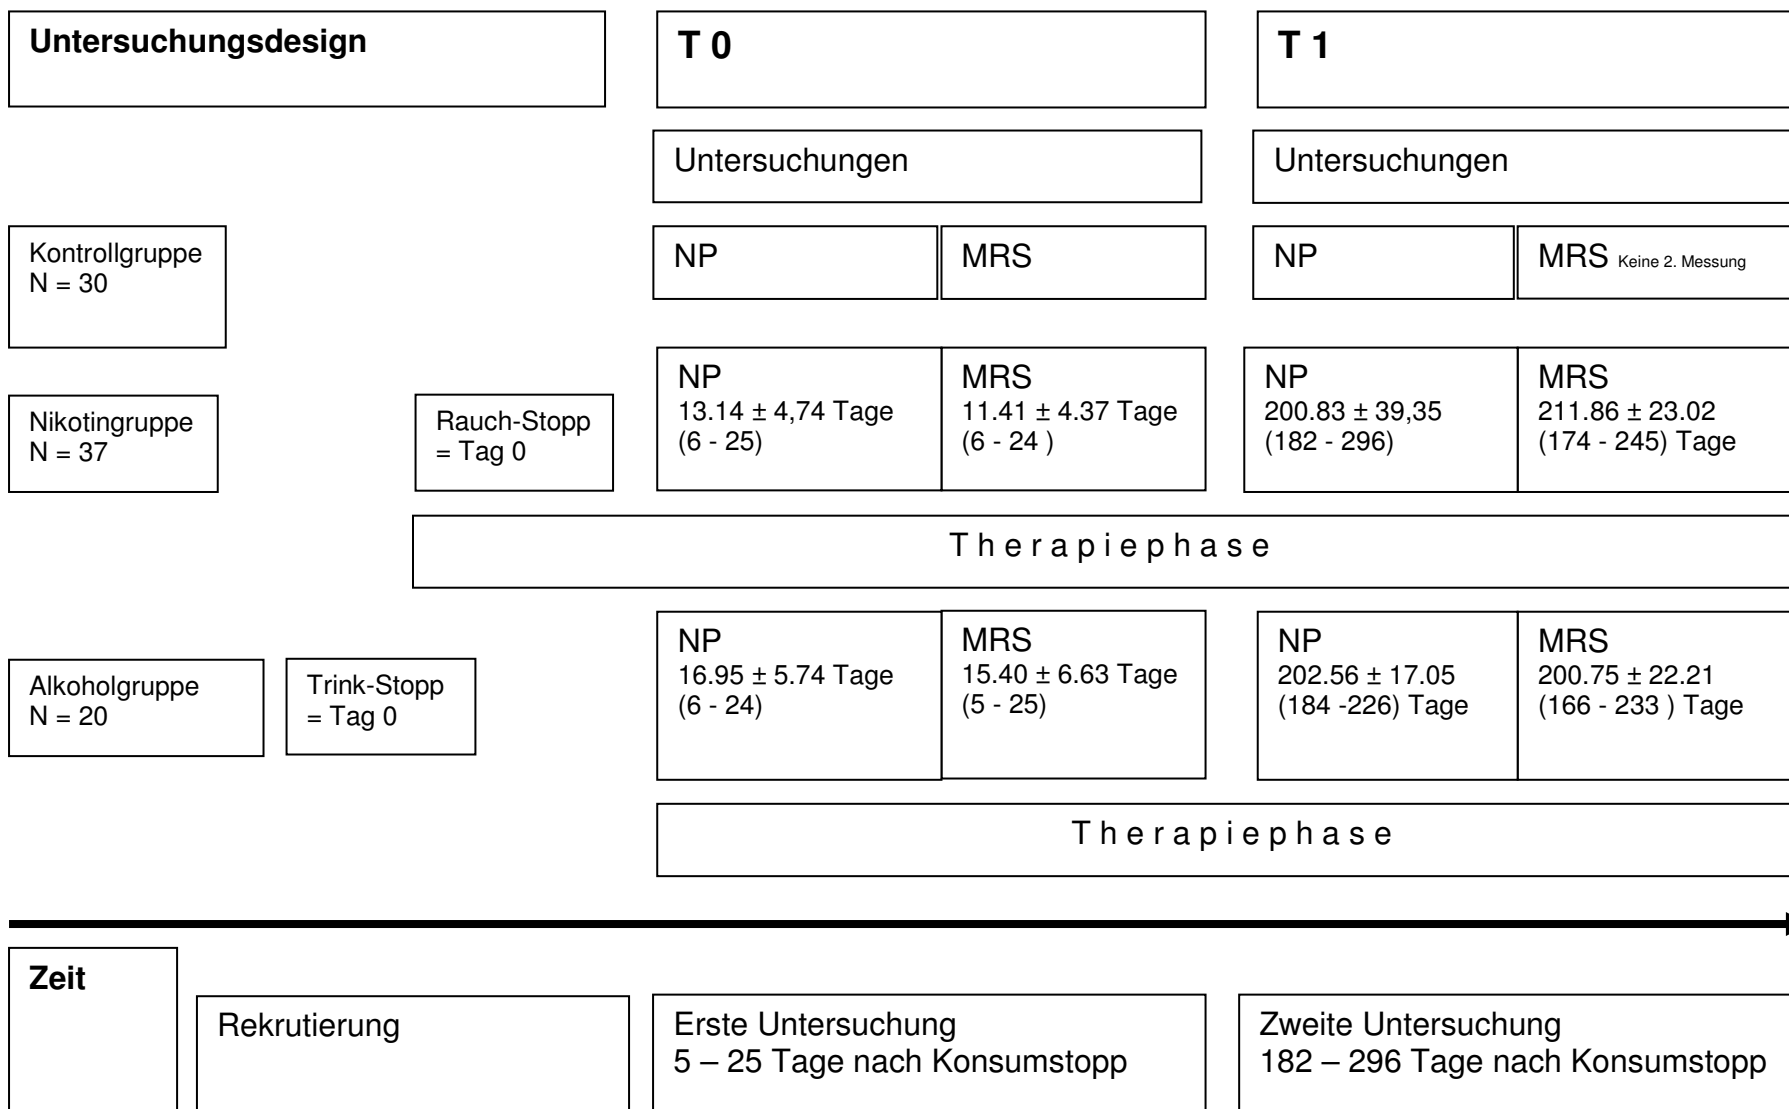 Untersuchungsdesign
T 0
T 1
Untersuchungen
Untersuchungen
Kontrollgruppe
N = 30
NP
MRS
NP
MRS Keine 2. Messung
Nikotingruppe
N = 37
Rauch-Stopp
= Tag 0
NP
13.14 ± 4,74 Tage
(6 - 25)
MRS
11.41 ± 4.37 Tage
(6 - 24 )
NP
200.83 ± 39,35
(182 - 296)
MRS
211.86 ± 23.02
(174 - 245) Tage
T h e r a p i e p h a s e
Alkoholgruppe
N = 20
Trink-Stopp
= Tag 0
NP
16.95 ± 5.74 Tage
(6 - 24)
MRS
15.40 ± 6.63 Tage
(5 - 25)
NP
202.56 ± 17.05
(184 -226) Tage
MRS
200.75 ± 22.21
(166 - 233 ) Tage
T h e r a p i e p h a s e
Zeit
Rekrutierung
Erste Untersuchung
5 – 25 Tage nach Konsumstopp
Zweite Untersuchung
182 – 296 Tage nach Konsumstopp